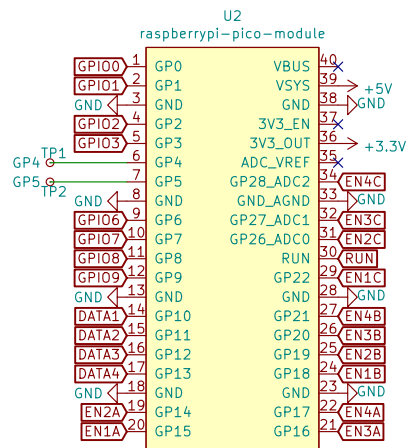 U2
raspberrypi-pico-module
GPIO0 1 GP0 VBUS 40
GPIO1 2 GP1 VSYS 39 +5V
GND 3 GND GND 38 GND
GPIO2 4 GP2 3V3_EN 37
GPIO3 5 GP3 3V3_OUT 36 +3.3V
GP4 TP1 6 GP4 ADC_VREF 35
GP5 TP2 7 GP5 GP28_ADC2 34 EN4C
GND 8 GND GND_AGND 33 GND
GPIO6 9 GP6 GP27_ADC1 32 EN3C
GPIO7 10 GP7 GP26_ADC0 31 EN2C
GPIO8 11 GP8 RUN 30 RUN
GPIO9 12 GP9 GP22 29 EN1C
GND 13 GND GND 28 GND
DATA1 14 GP10 GP21 27 EN4B
DATA2 15 GP11 GP20 26 EN3B
DATA3 16 GP12 GP19 25 EN2B
DATA4 17 GP13 GP18 24 EN1B
GND 18 GND GND 23 GND
EN2A 19 GP14 GP17 22 EN4A
EN1A 20 GP15 GP16 21 EN3A